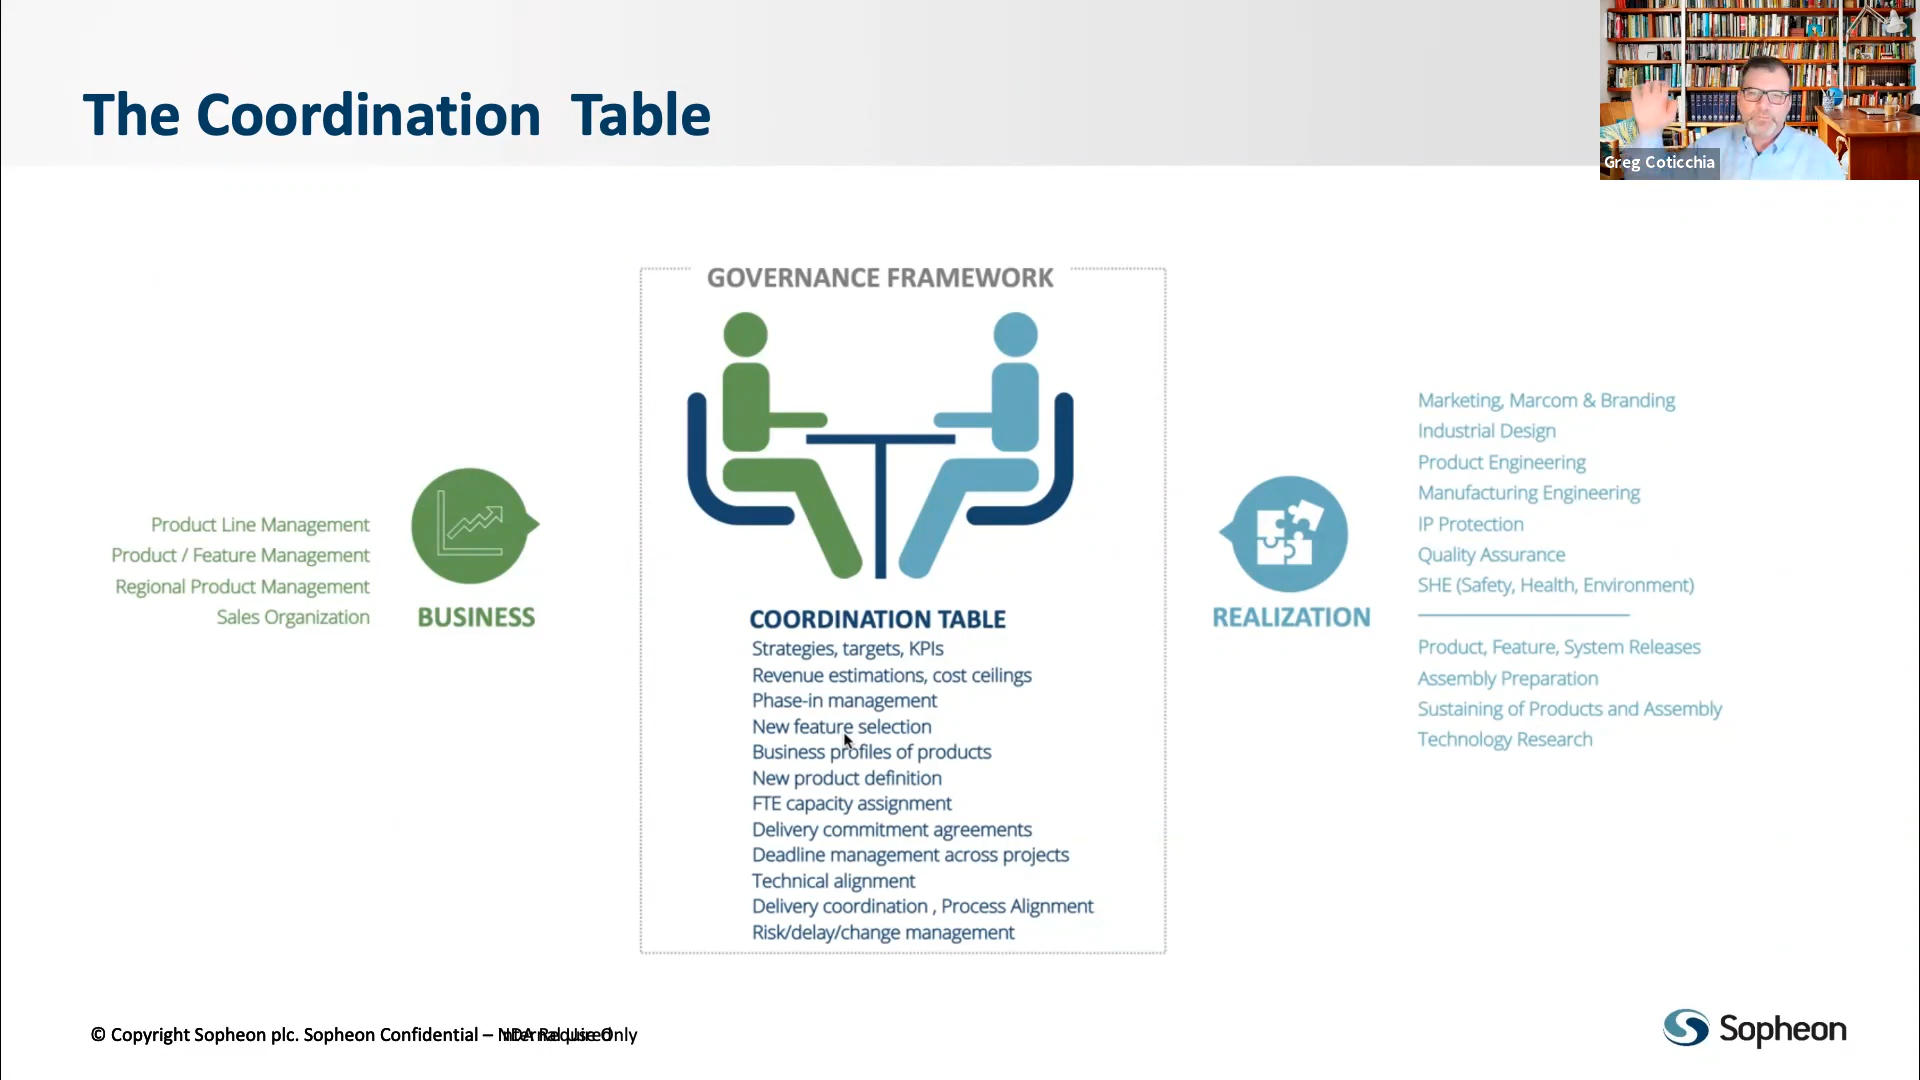 The Coordination Table
Greg Coticchia
GOVERNANCE FRAMEWORK
Product Line Management
Product / Feature Management
Regional Product Management
Sales Organization
BUSINESS
COORDINATION TABLE
Strategies, targets, KPIs
Revenue estimations, cost ceilings
Phase-in management
New feature selection
Business profiles of products
New product definition
FTE capacity assignment
Delivery commitment agreements
Deadline management across projects
Technical alignment
Delivery coordination , Process Alignment
Risk/delay/change management
REALIZATION
Marketing, Marcom & Branding
Industrial Design
Product Engineering
Manufacturing Engineering
IP Protection
Quality Assurance
SHE (Safety, Health, Environment)
Product, Feature, System Releases
Assembly Preparation
Sustaining of Products and Assembly
Technology Research
© Copyright Sopheon plc. Sopheon Confidential –
Sopheon